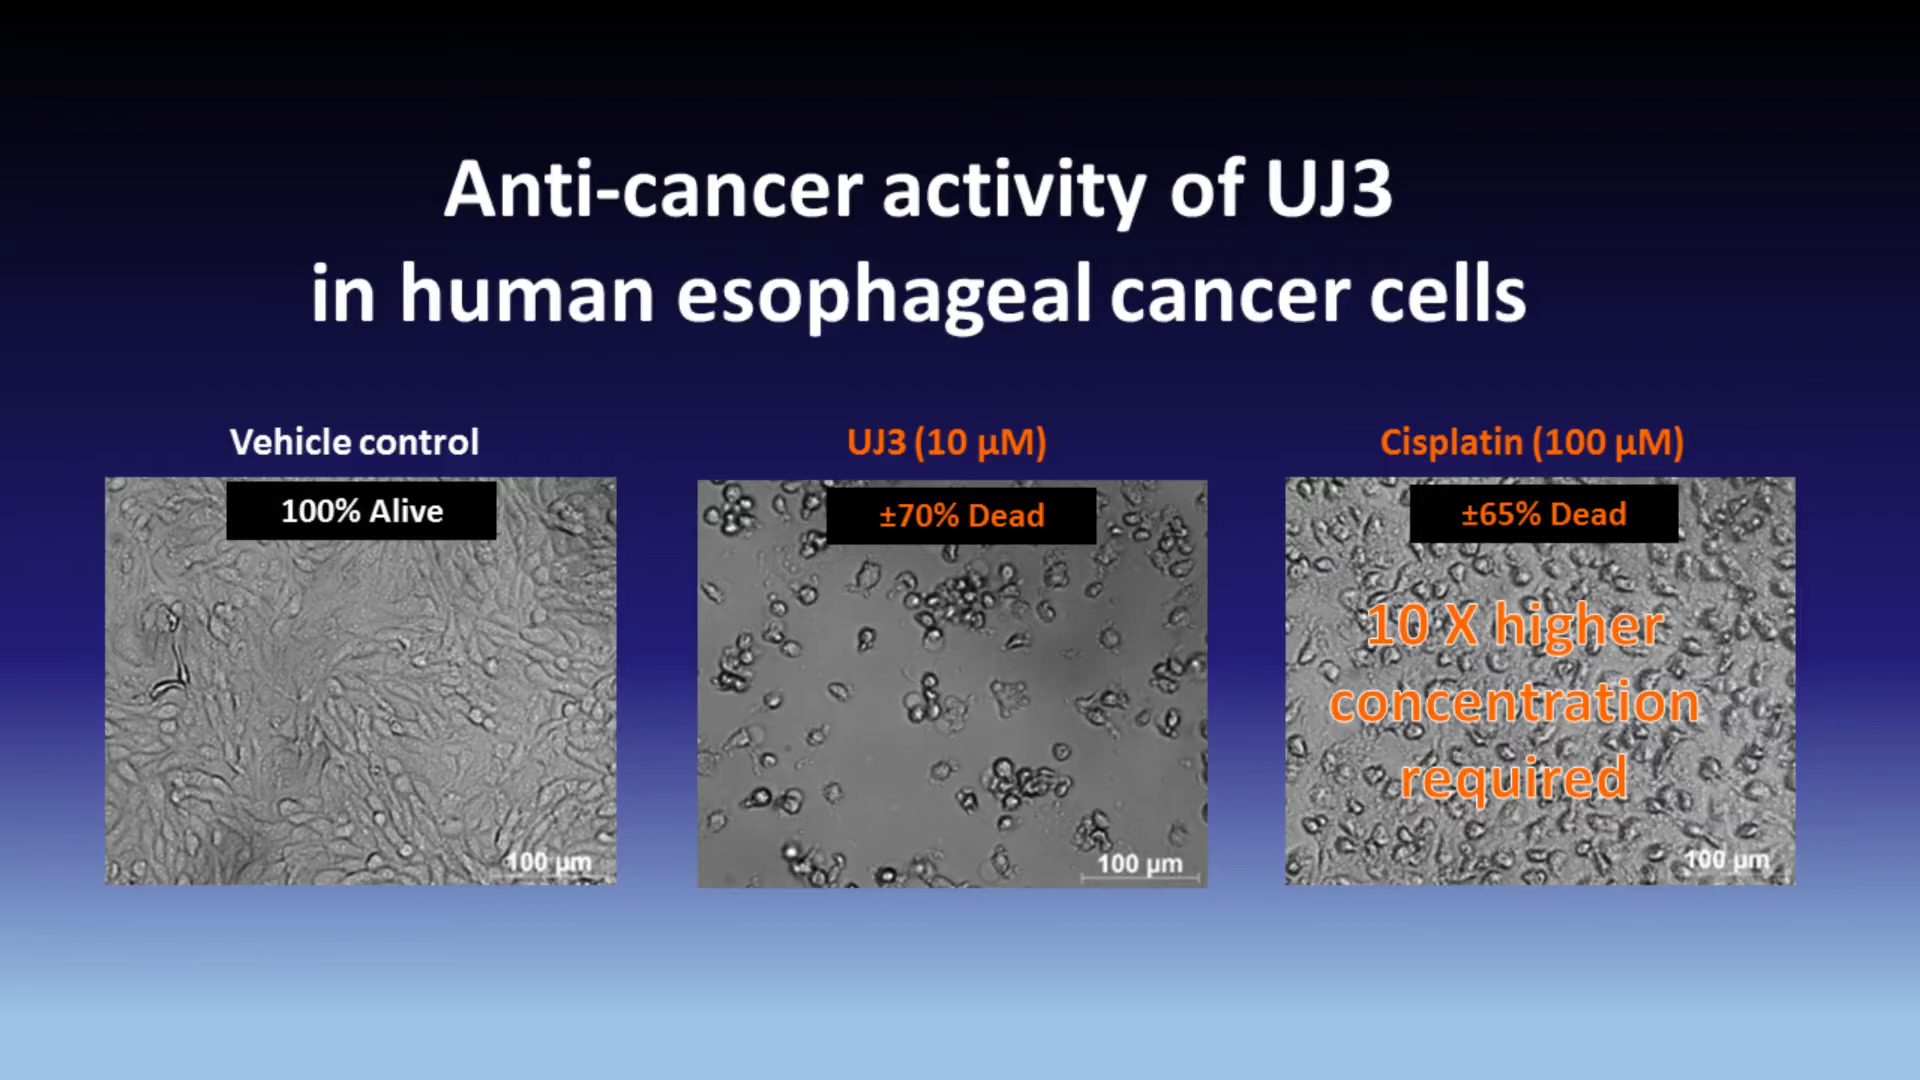 Anti-cancer activity of UJ3
in human esophageal cancer cells
Vehicle control
100% Alive
100 µm
UJ3 (10 µM)
±70% Dead
100 µm
Cisplatin (100 µM)
±65% Dead
10 X higher
concentration
required
100 µm